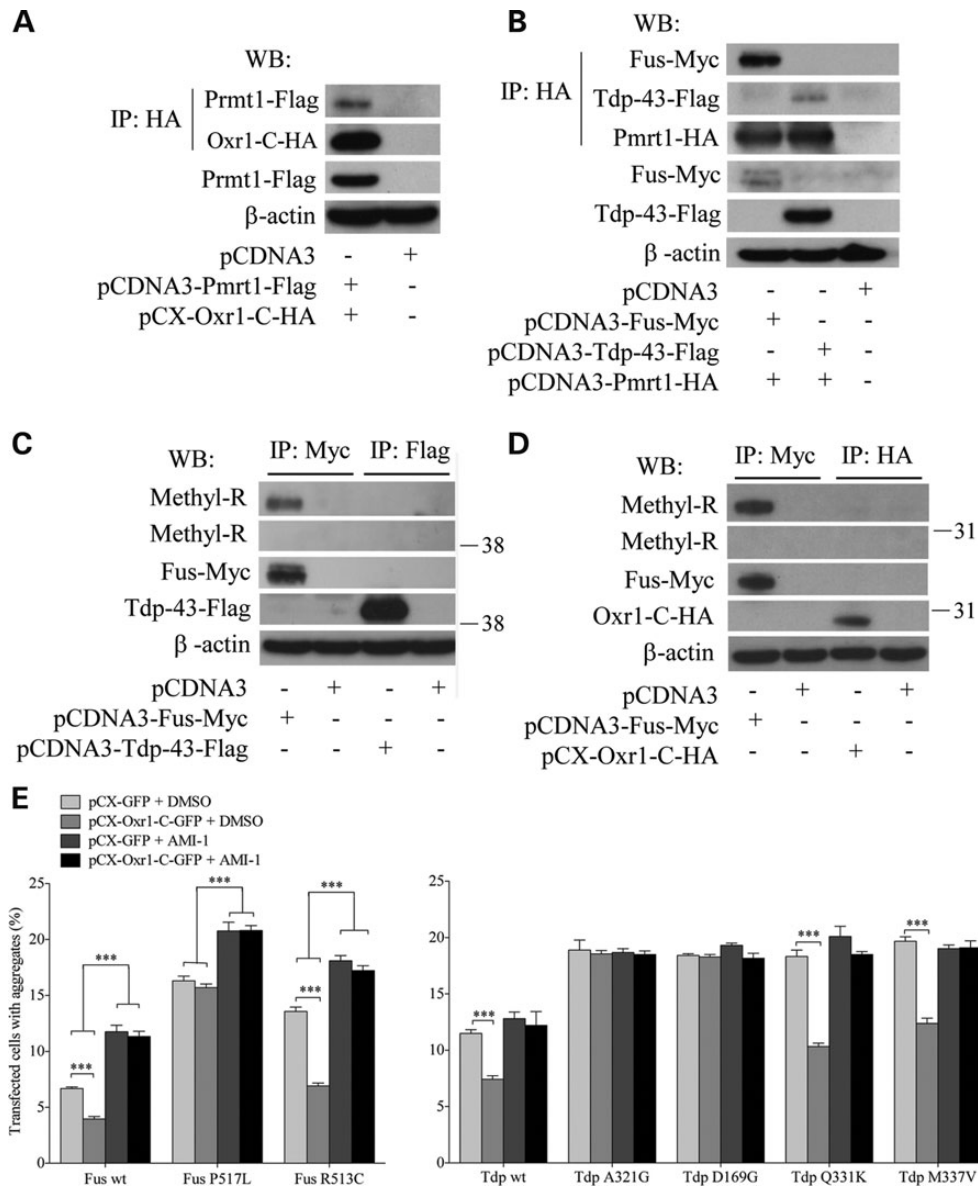 A
WB:
IP: HA
Prmt1-Flag
Oxr1-C-HA
Prmt1-Flag
β-actin
pCDNA3 - +
pCDNA3-Pmrt1-Flag + -
pCX-Oxr1-C-HA + -
B
WB:
IP: HA
Fus-Myc
Tdp-43-Flag
Pmrt1-HA
Fus-Myc
Tdp-43-Flag
β -actin
pCDNA3 - - +
pCDNA3-Fus-Myc + - -
pCDNA3-Tdp-43-Flag - + -
pCDNA3-Pmrt1-HA + + -
C
WB: IP: Myc IP: Flag
Methyl-R
Methyl-R
—38
Fus-Myc
Tdp-43-Flag
—38
β -actin
pCDNA3 - + - +
pCDNA3-Fus-Myc + - - -
pCDNA3-Tdp-43-Flag - - + -
D
WB: IP: Myc IP: HA
Methyl-R
—31
Methyl-R
Fus-Myc
—31
Oxr1-C-HA
β-actin
pCDNA3 - + - +
pCDNA3-Fus-Myc + - - -
pCX-Oxr1-C-HA - - + -
E
pCX-GFP + DMSO
pCX-Oxr1-C-GFP + DMSO
pCX-GFP + AMI-1
pCX-Oxr1-C-GFP + AMI-1
Transfected cells with aggregates (%)
25
20
15
10
5
0
***
***
***
***
***
Fus wt Fus P517L Fus R513C
25
20
15
10
5
0
***
***
***
Tdp wt Tdp A321G Tdp D169G Tdp Q331K Tdp M337V